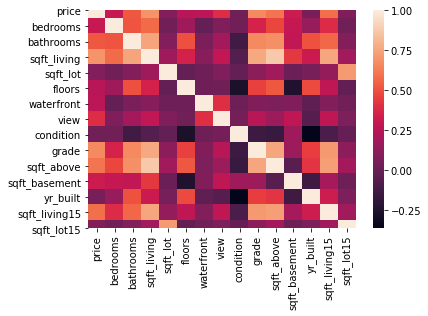 price
bedrooms
bathrooms
sqft_living
sqft_lot
floors
waterfront
view
condition
grade
sqft_above
sqft_basement
yr_built
sqft_living15
sqft_lot15
price
bedrooms
bathrooms
sqft_living
sqft_lot
floors
waterfront
view
condition
grade
sqft_above
sqft_basement
yr_built
sqft_living15
sqft_lot15
1.00
0.75
0.50
0.25
0.00
−0.25